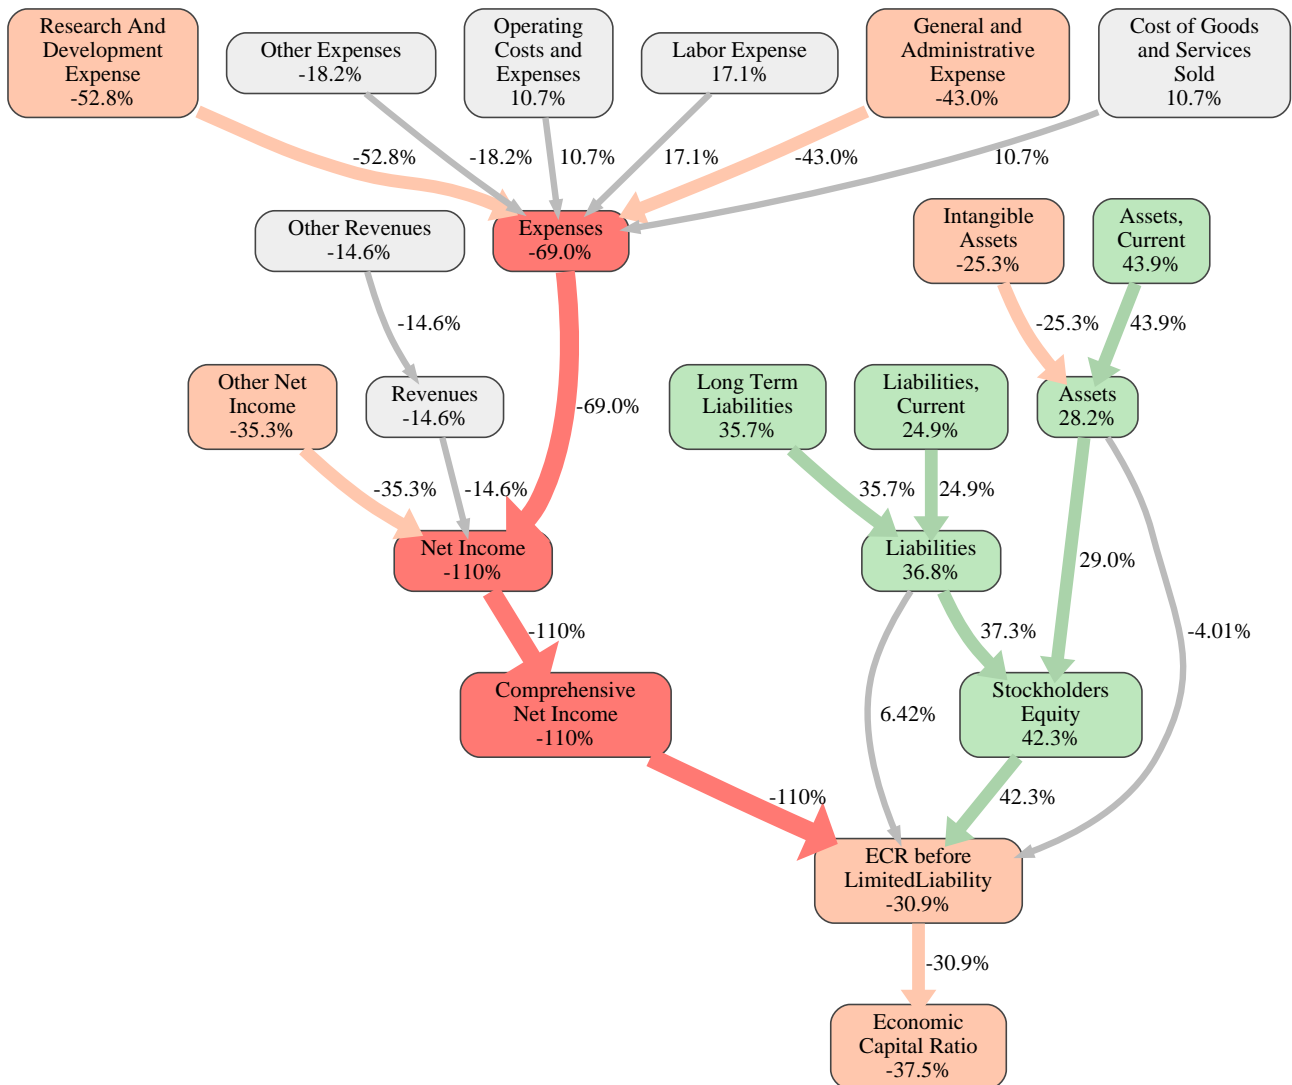 Research And
Development
Expense
-52.8%
Other Expenses
-18.2%
Operating
Costs and
Expenses
10.7%
Labor Expense
17.1%
General and
Administrative
Expense
-43.0%
Cost of Goods
and Services
Sold
10.7%
-52.8%
-18.2%
10.7%
17.1%
-43.0%
10.7%
Other Revenues
-14.6%
Expenses
-69.0%
Intangible
Assets
-25.3%
Assets,
Current
43.9%
-14.6%
-25.3%
43.9%
Other Net
Income
-35.3%
Revenues
-14.6%
-69.0%
Long Term
Liabilities
35.7%
Liabilities,
Current
24.9%
Assets
28.2%
-35.3%
-14.6%
35.7%
24.9%
Net Income
-110%
Liabilities
36.8%
29.0%
-110%
37.3%
-4.01%
Comprehensive
Net Income
-110%
6.42%
Stockholders
Equity
42.3%
-110%
42.3%
ECR before
LimitedLiability
-30.9%
-30.9%
Economic
Capital Ratio
-37.5%